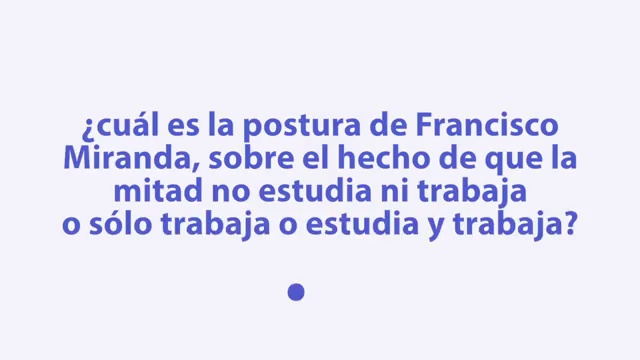 ¿cuál es la postura de Francisco
Miranda, sobre el hecho de que la
mitad no estudia ni trabaja
o sólo trabaja o estudia y trabaja?